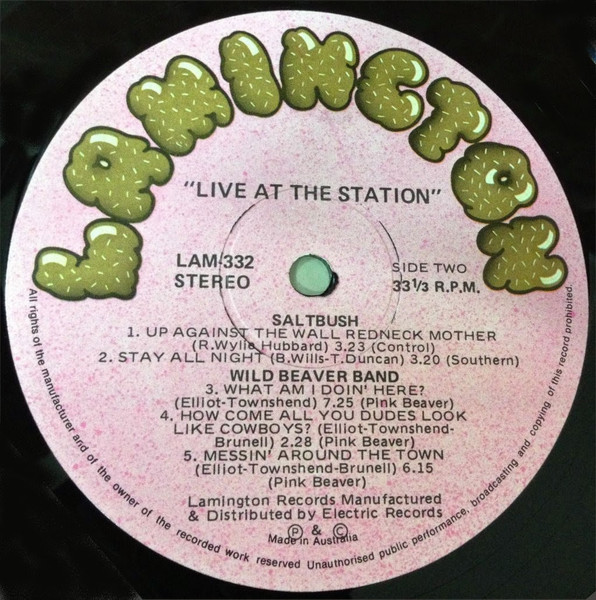 LAMINGTON
"LIVE AT THE STATION"
LAM-332
STEREO
SIDE TWO
33 1/3 R.P.M.
SALTBUSH
1. UP AGAINST THE WALL REDNECK MOTHER
(R.Wylie Hubbard) 3.23 (Control)
2. STAY ALL NIGHT (B.Wills-T.Duncan) 3.20 (Southern)
WILD BEAVER BAND
3. WHAT AM I DOIN' HERE?
(Elliot-Townshend) 7.25 (Pink Beaver)
4. HOW COME ALL YOU DUDES LOOK
LIKE COWBOYS? (Elliot-Townshend-
Brunell) 2.28 (Pink Beaver)
5. MESSIN' AROUND THE TOWN
(Elliot-Townshend-Brunell) 6.15
(Pink Beaver)
Lamington Records Manufactured
& Distributed by Electric Records
Ⓟ & Ⓒ
Made in Australia
All rights of the manufacturer and of the owner of the recorded work reserved Unauthorised public performance, broadcasting and copying of this record prohibited.